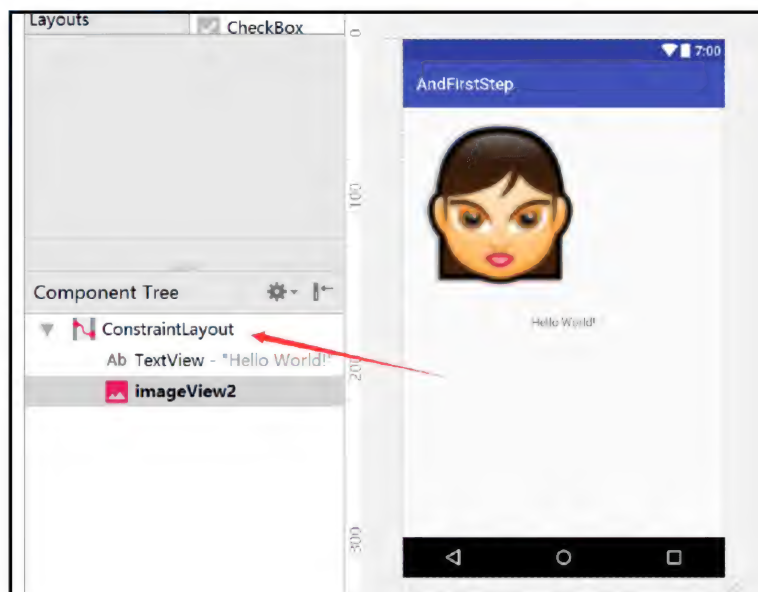 Layouts
CheckBox
0
7:00
AndFirstStep
100
Component Tree
Hello World!
ConstraintLayout
Ab TextView - "Hello World!"
200
imageView2
300